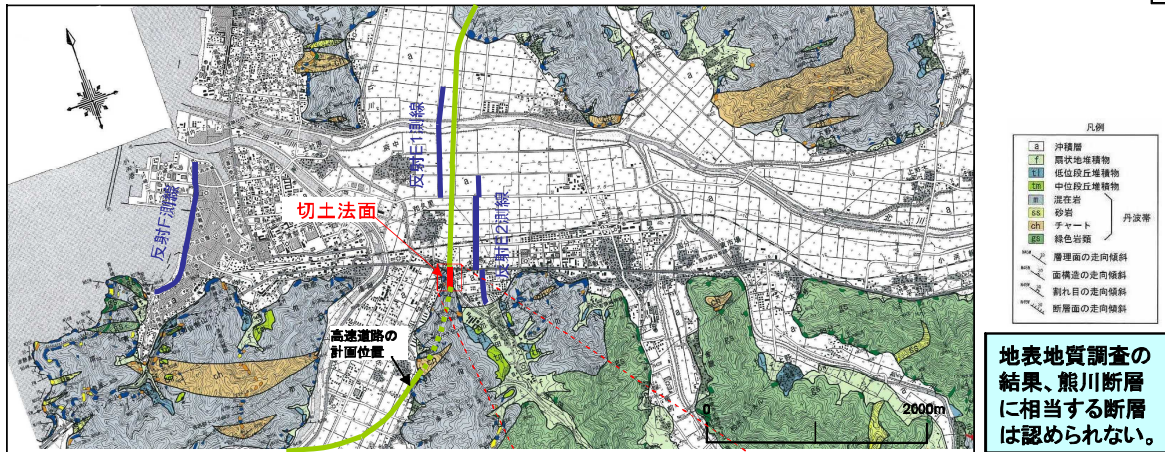 反射E1測線
切土法面
反射F測線
反射E2測線
高速道路の
計画位置
0
2000m
凡例
a 沖積層
f 扇状地堆積物
tl 低位段丘堆積物
tm 中位段丘堆積物
m 混在岩
ss 砂岩
ch チャート
gs 緑色岩類
丹波帯
層理面の走向傾斜
面構造の走向傾斜
割れ目の走向傾斜
断層面の走向傾斜
地表地質調査の
結果、熊川断層
に相当する断層
は認められない。